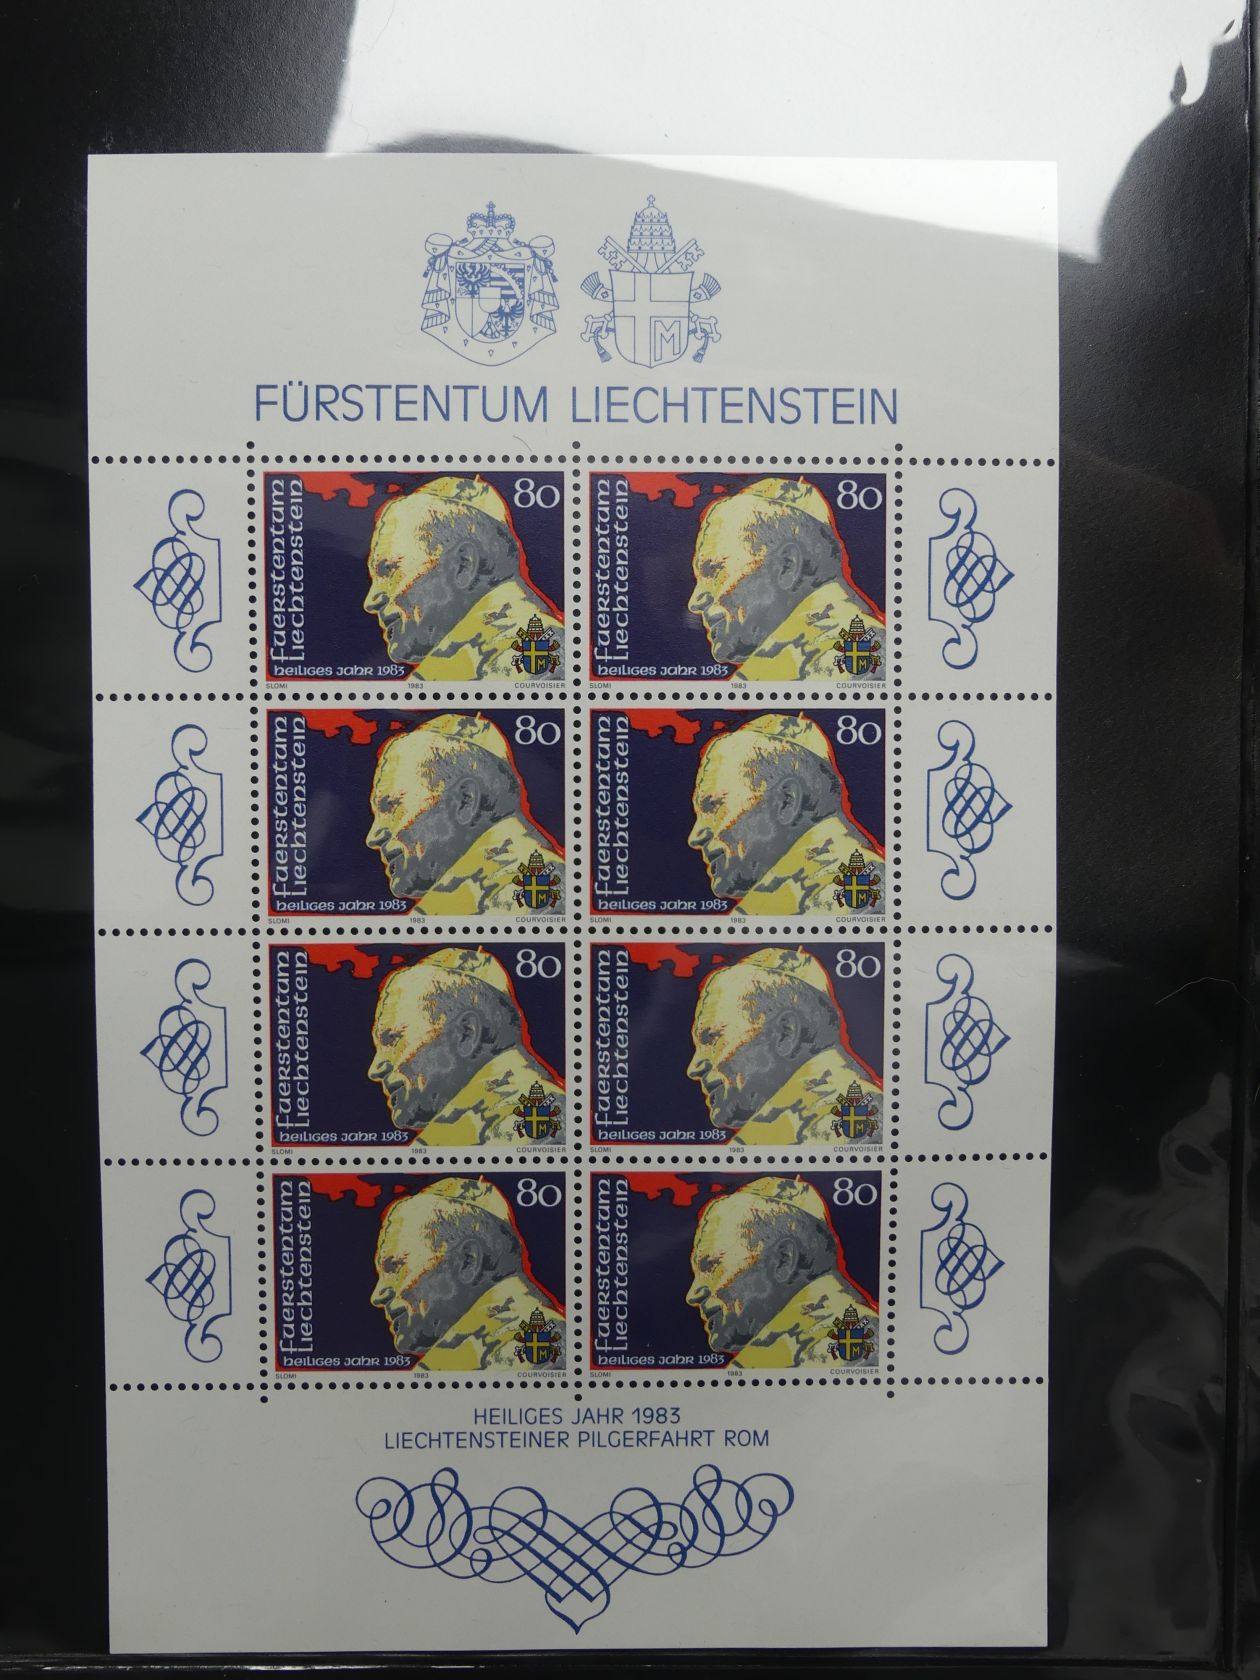 M
FÜRSTENTUM LIECHTENSTEIN
faerstentum
Liechtenstein
80
M
heiliges jahr 1983
SLOMI 1983 COURVOISIER
faerstentum
Liechtenstein
80
M
heiliges jahr 1983
SLOMI 1983 COURVOISIER
faerstentum
Liechtenstein
80
M
heiliges jahr 1983
SLOMI 1983 COURVOISIER
faerstentum
Liechtenstein
80
M
heiliges jahr 1983
SLOMI 1983 COURVOISIER
faerstentum
Liechtenstein
80
M
heiliges jahr 1983
SLOMI 1983 COURVOISIER
faerstentum
Liechtenstein
80
M
heiliges jahr 1983
SLOMI 1983 COURVOISIER
faerstentum
Liechtenstein
80
M
heiliges jahr 1983
SLOMI 1983 COURVOISIER
faerstentum
Liechtenstein
80
M
heiliges jahr 1983
SLOMI 1983 COURVOISIER
HEILIGES JAHR 1983
LIECHTENSTEINER PILGERFAHRT ROM